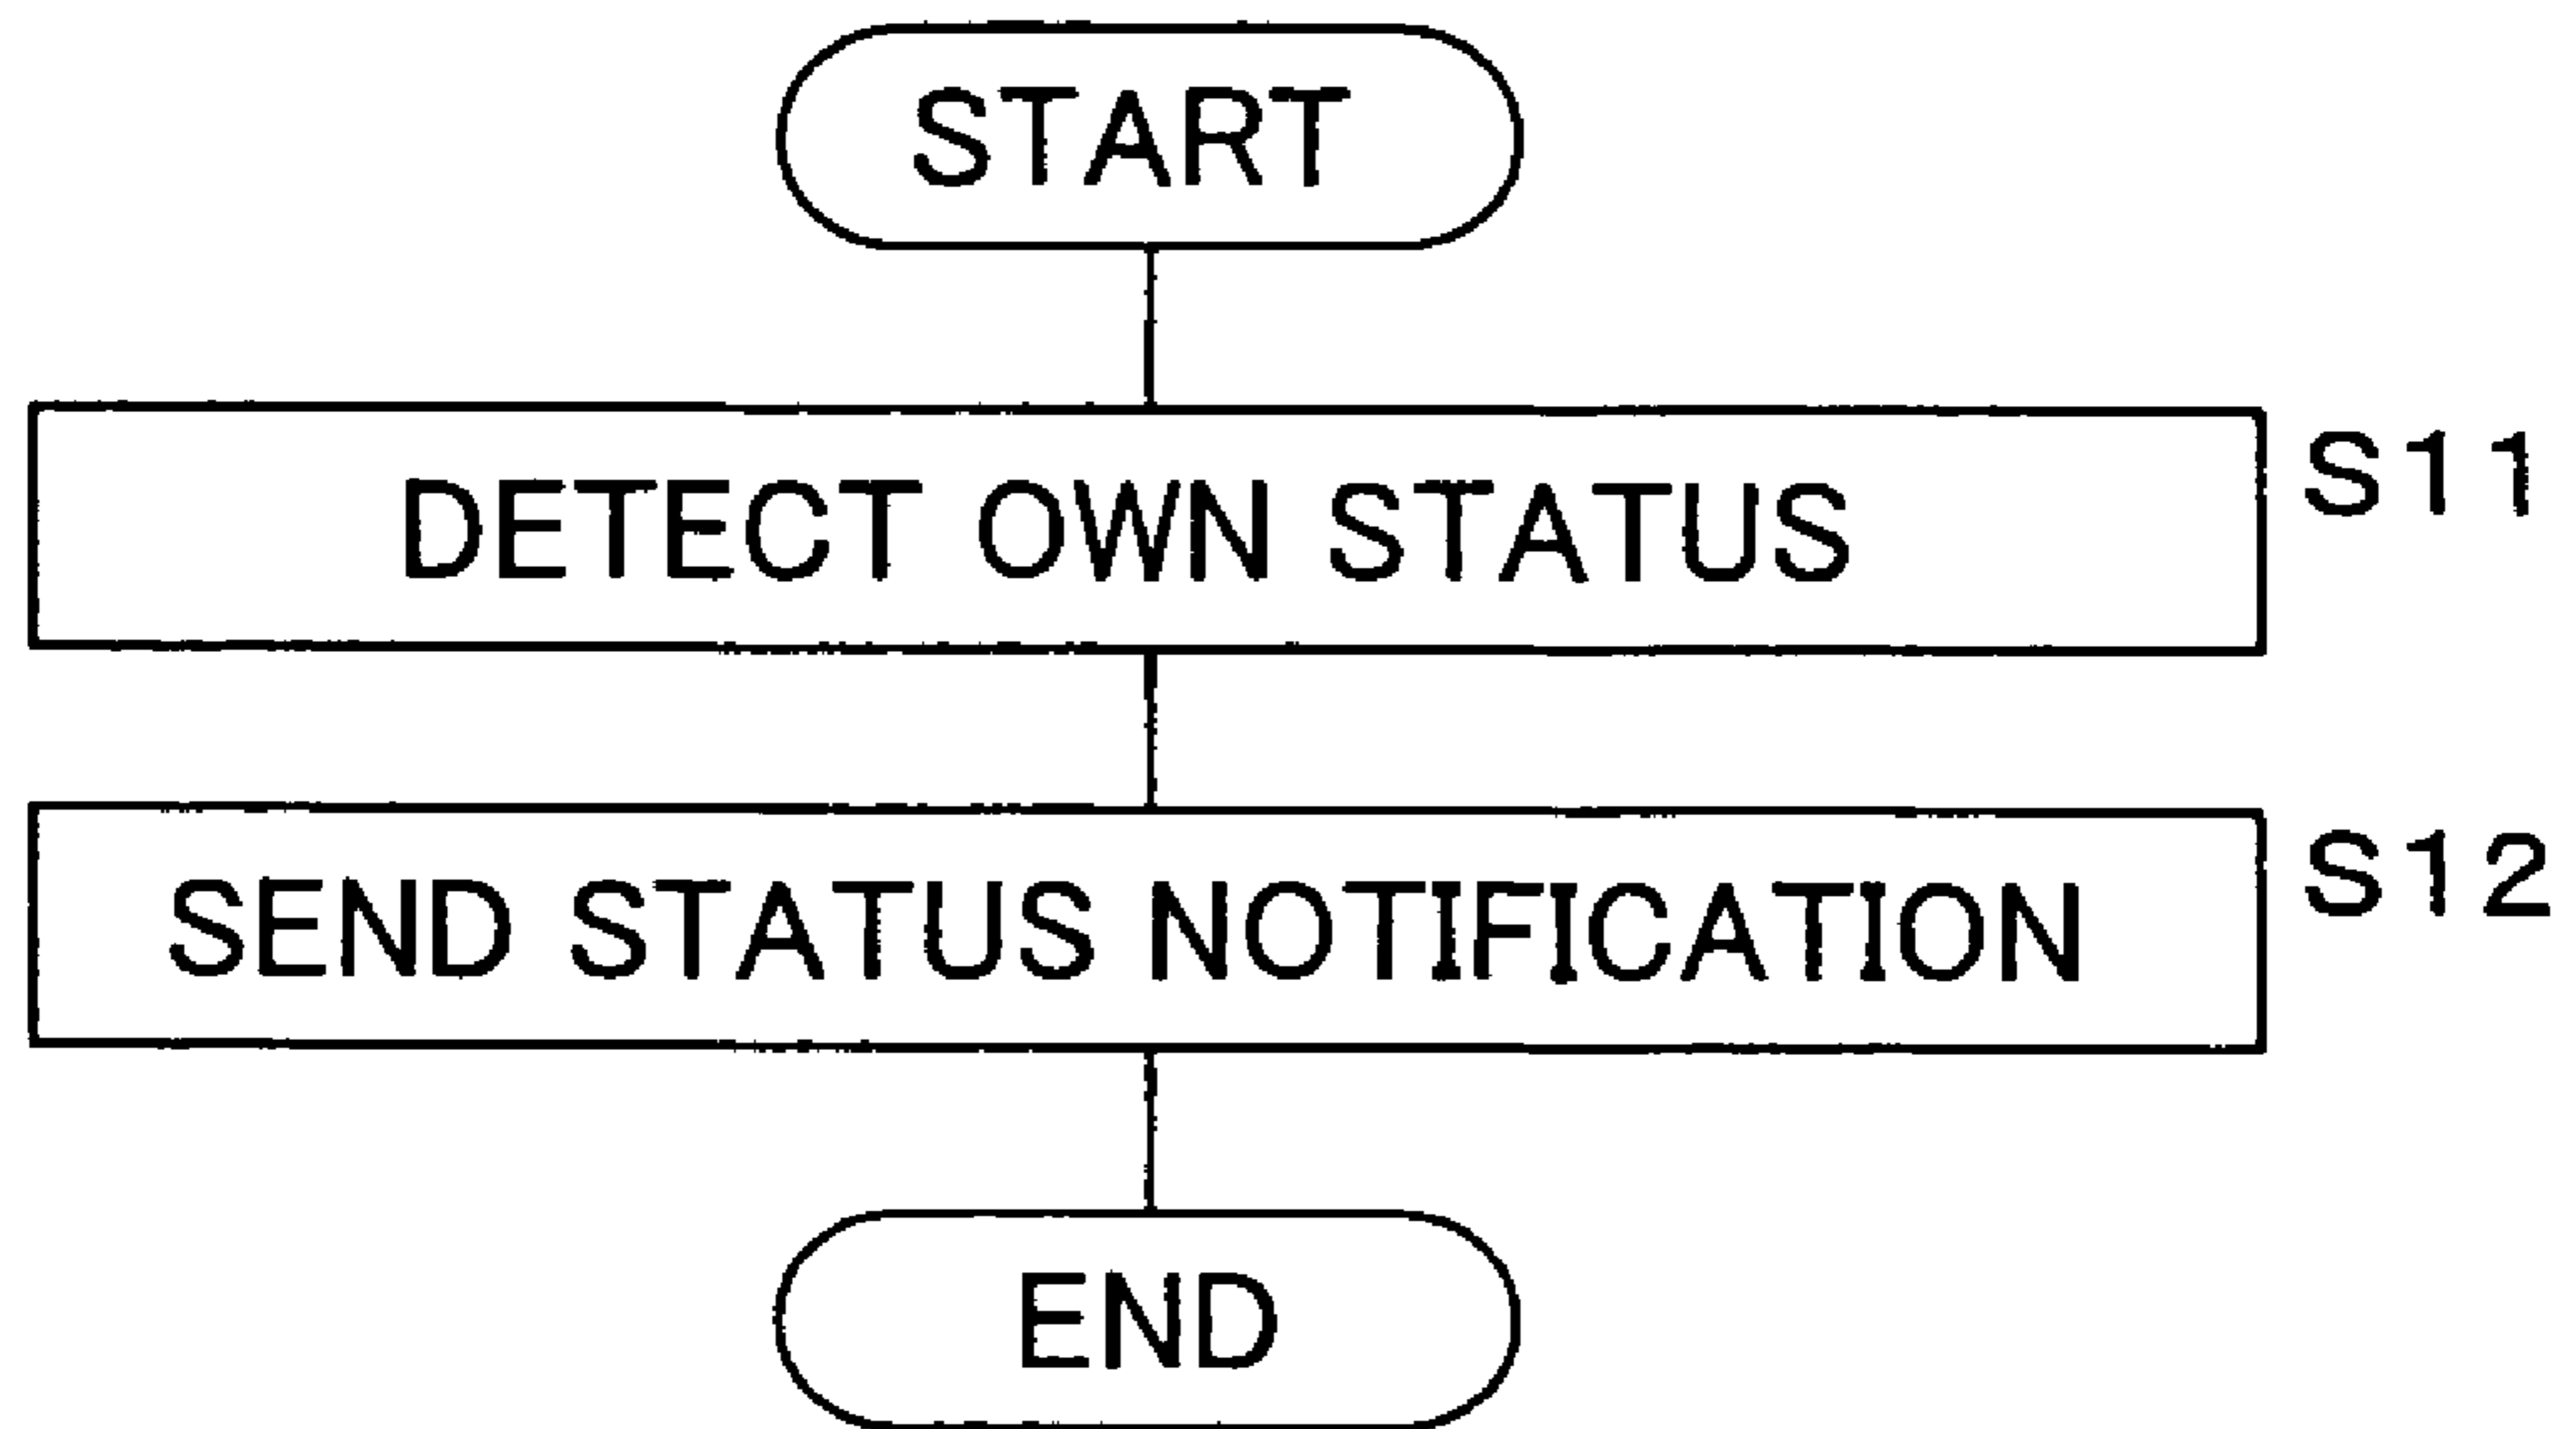 START
DETECT OWN STATUS
S11
SEND STATUS NOTIFICATION
S12
END